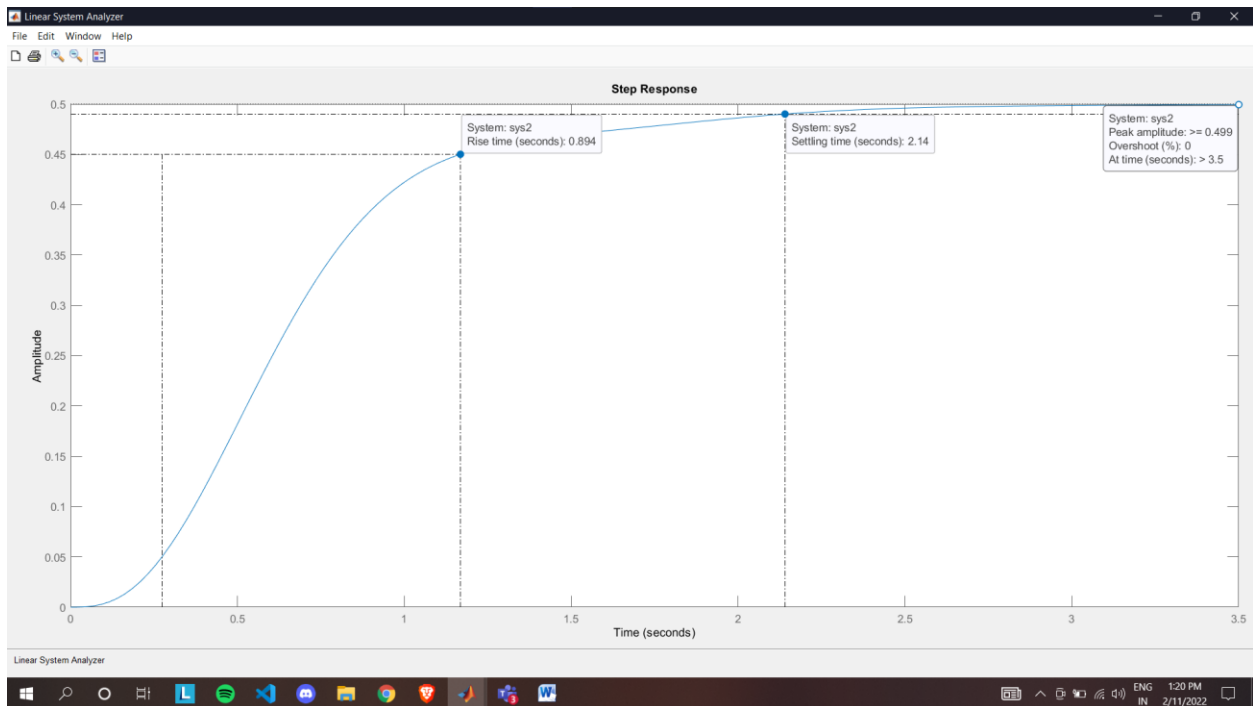 Linear System Analyzer
File Edit Window Help
Step Response
0.5
0.45
0.4
0.35
0.3
0.25
0.2
0.15
0.1
0.05
0
Amplitude
System: sys2
Rise time (seconds): 0.894
System: sys2
Settling time (seconds): 2.14
System: sys2
Peak amplitude: >= 0.499
Overshoot (%): 0
At time (seconds): > 3.5
0 0.5 1 1.5 2 2.5 3 3.5
Time (seconds)
Linear System Analyzer
L
W
ENG
IN
1:20 PM
2/11/2022